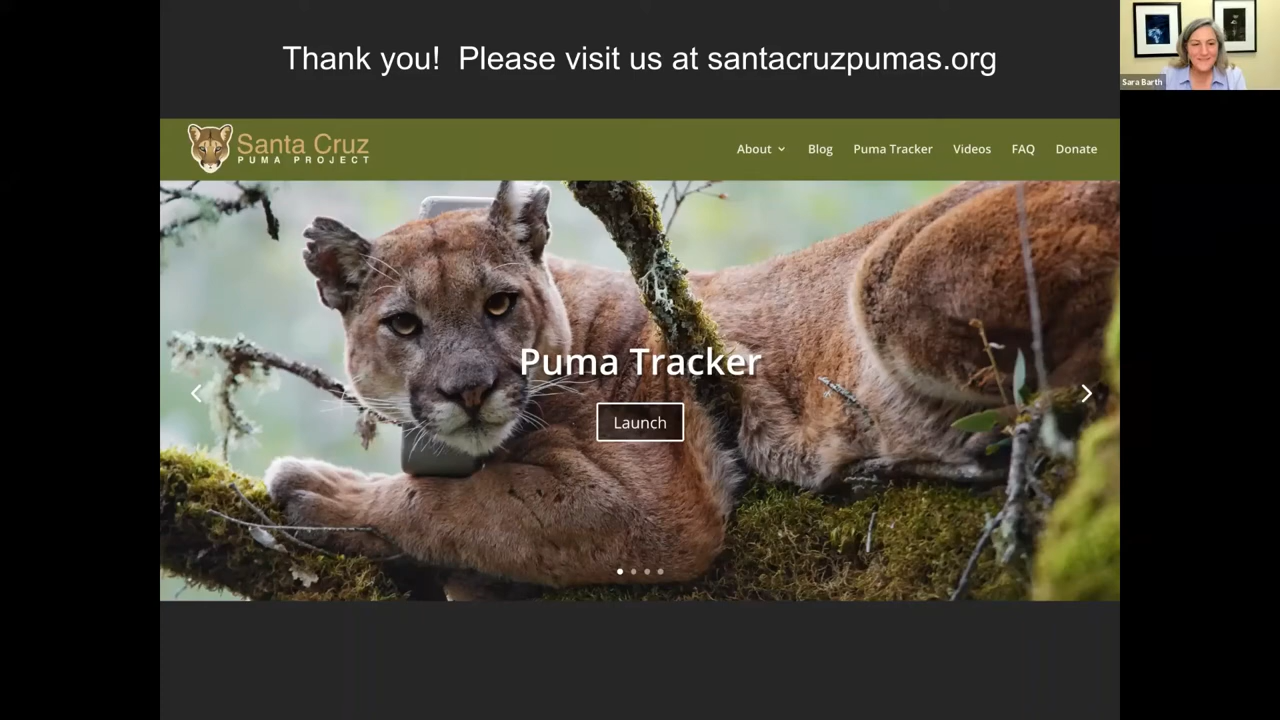 Thank you!  Please visit us at santacruzpumas.org
Sara Barth
Santa Cruz
PUMA PROJECT
About Blog Puma Tracker Videos FAQ Donate
Puma Tracker
Launch